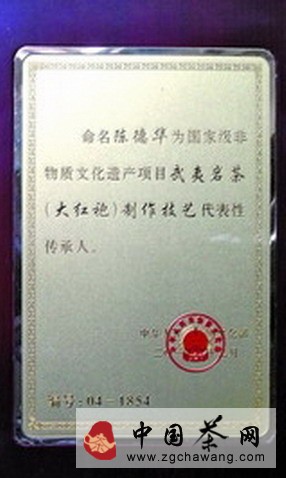 命名陈德华为国家级非
物质文化遗产项目武夷岩茶
(大红袍)制作技艺代表性
传承人。
编号:04-1854
中国茶网
www.zgchawang.com